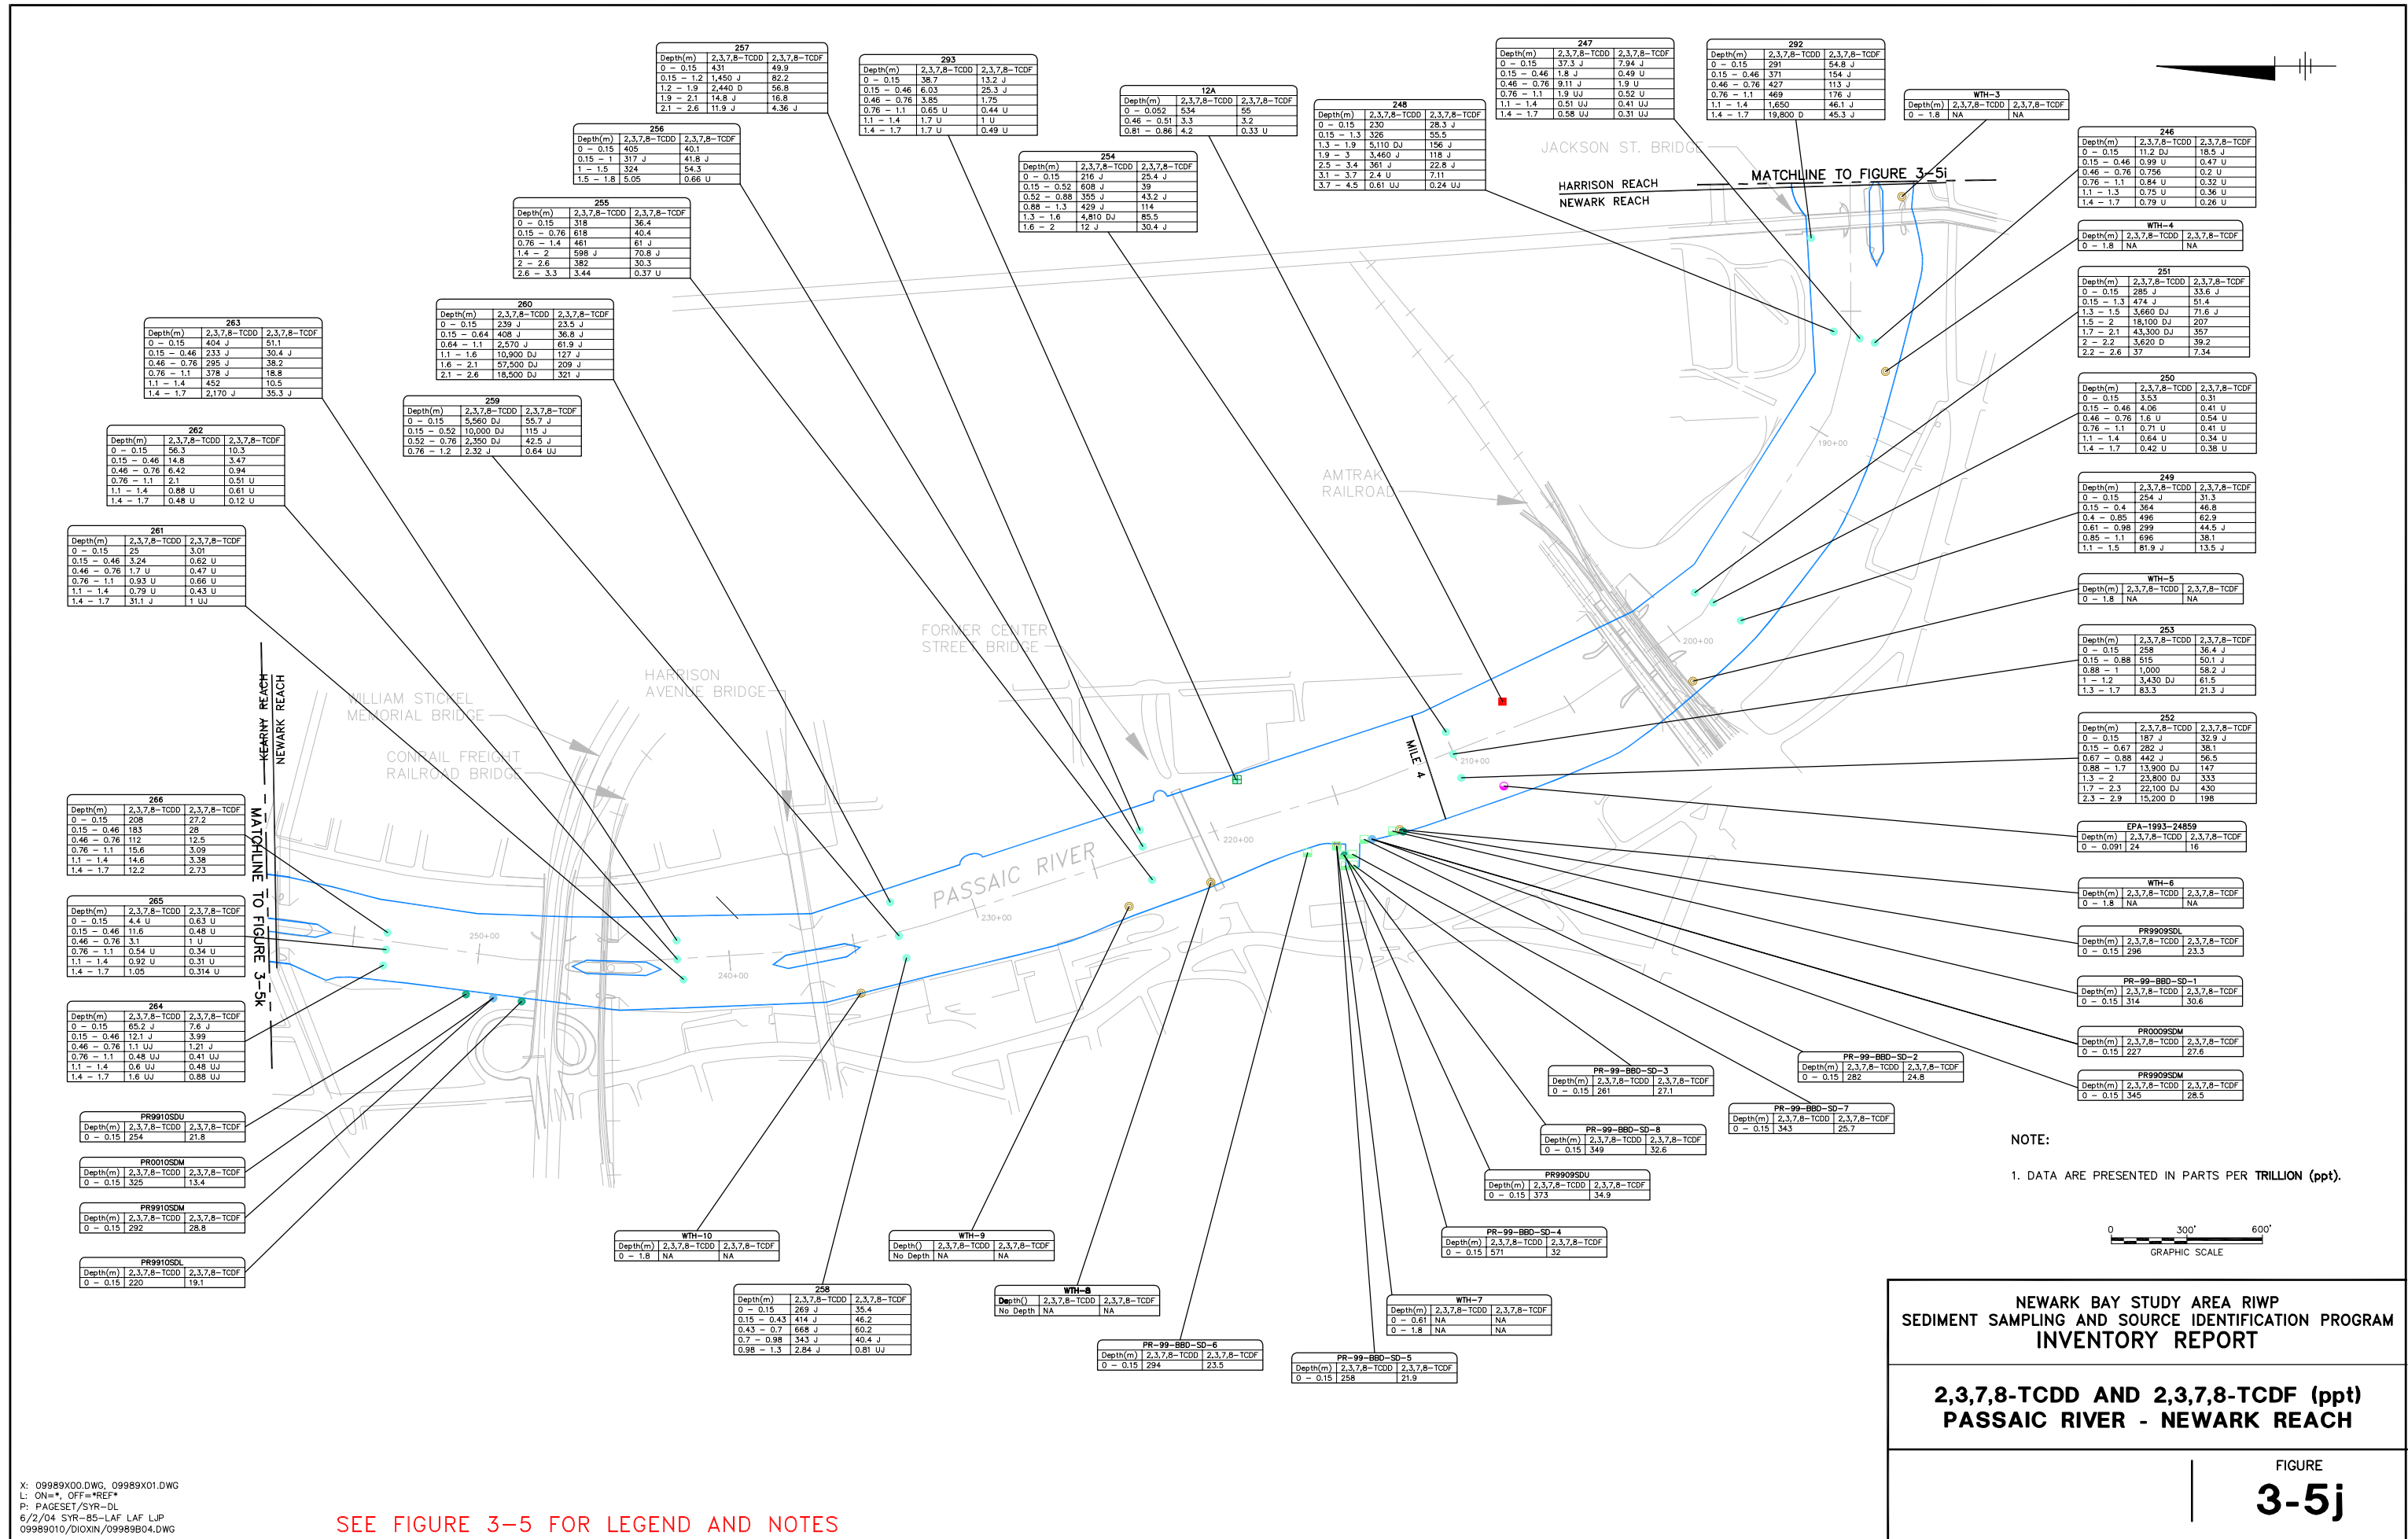 257
Depth(m) 2,3,7,8-TCDD 2,3,7,8-TCDF
0 - 0.15 431 49.9
0.15 - 1.2 1,450 J 82.2
1.2 - 1.9 2,440 D 56.8
1.9 - 2.1 14.8 J 16.8
2.1 - 2.6 11.9 J 4.36 J
293
Depth(m) 2,3,7,8-TCDD 2,3,7,8-TCDF
0 - 0.15 38.7 13.2 J
0.15 - 0.46 6.03 25.3 J
0.46 - 0.76 3.85 1.75
0.76 - 1.1 0.65 U 0.44 U
1.1 - 1.4 1.7 U 1 U
1.4 - 1.7 1.7 U 0.49 U
12A
Depth(m) 2,3,7,8-TCDD 2,3,7,8-TCDF
0 - 0.052 534 55
0.46 - 0.51 3.3 3.2
0.81 - 0.86 4.2 0.33 U
248
Depth(m) 2,3,7,8-TCDD 2,3,7,8-TCDF
0 - 0.15 230 28.3 J
0.15 - 1.3 326 55.5
1.3 - 1.9 5,110 DJ 156 J
1.9 - 3 3,460 J 118 J
2.5 - 3.4 361 J 22.8 J
3.1 - 3.7 2.4 U 7.11
3.7 - 4.5 0.61 UJ 0.24 UJ
247
Depth(m) 2,3,7,8-TCDD 2,3,7,8-TCDF
0 - 0.15 37.3 J 7.94 J
0.15 - 0.46 1.8 J 0.49 U
0.46 - 0.76 9.11 J 1.9 U
0.76 - 1.1 1.9 UJ 0.52 U
1.1 - 1.4 0.51 UJ 0.41 UJ
1.4 - 1.7 0.58 UJ 0.31 UJ
292
Depth(m) 2,3,7,8-TCDD 2,3,7,8-TCDF
0 - 0.15 291 54.8 J
0.15 - 0.46 371 154 J
0.46 - 0.76 427 113 J
0.76 - 1.1 469 176 J
1.1 - 1.4 1,650 46.1 J
1.4 - 1.7 19,800 D 45.3 J
WTH-3
Depth(m) 2,3,7,8-TCDD 2,3,7,8-TCDF
0 - 1.8 NA NA
256
Depth(m) 2,3,7,8-TCDD 2,3,7,8-TCDF
0 - 0.15 405 40.1
0.15 - 1 317 J 41.8 J
1 - 1.5 324 54.3
1.5 - 1.8 5.05 0.66 U
254
Depth(m) 2,3,7,8-TCDD 2,3,7,8-TCDF
0 - 0.15 216 J 25.4 J
0.15 - 0.52 608 J 39
0.52 - 0.88 355 J 43.2 J
0.88 - 1.3 429 J 114
1.3 - 1.6 4,810 DJ 85.5
1.6 - 2 12 J 30.4 J
JACKSON ST. BRIDGE
HARRISON REACH
NEWARK REACH
MATCHLINE TO FIGURE 3-5i
246
Depth(m) 2,3,7,8-TCDD 2,3,7,8-TCDF
0 - 0.15 11.2 DJ 18.5 J
0.15 - 0.46 0.99 U 0.47 U
0.46 - 0.76 0.756 0.2 U
0.76 - 1.1 0.84 U 0.32 U
1.1 - 1.3 0.75 U 0.36 U
1.4 - 1.7 0.79 U 0.26 U
WTH-4
Depth(m) 2,3,7,8-TCDD 2,3,7,8-TCDF
0 - 1.8 NA NA
255
Depth(m) 2,3,7,8-TCDD 2,3,7,8-TCDF
0 - 0.15 318 36.4
0.15 - 0.76 618 40.4
0.76 - 1.4 461 61 J
1.4 - 2 598 J 70.8 J
2 - 2.6 382 30.3
2.6 - 3.3 3.44 0.37 U
251
Depth(m) 2,3,7,8-TCDD 2,3,7,8-TCDF
0 - 0.15 285 J 33.6 J
0.15 - 1.3 474 J 51.4
1.3 - 1.5 3,660 DJ 71.6 J
1.5 - 2 18,100 DJ 207
1.7 - 2.1 43,300 DJ 357
2 - 2.2 3,620 D 39.2
2.2 - 2.6 37 7.34
260
Depth(m) 2,3,7,8-TCDD 2,3,7,8-TCDF
0 - 0.15 239 J 23.5 J
0.15 - 0.64 408 J 36.8 J
0.64 - 1.1 2,570 J 61.9 J
1.1 - 1.6 10,900 DJ 127 J
1.6 - 2.1 57,500 DJ 209 J
2.1 - 2.6 18,500 DJ 321 J
263
Depth(m) 2,3,7,8-TCDD 2,3,7,8-TCDF
0 - 0.15 404 J 51.1
0.15 - 0.46 233 J 30.4 J
0.46 - 0.76 295 J 38.2
0.76 - 1.1 378 J 18.8
1.1 - 1.4 452 10.5
1.4 - 1.7 2,170 J 35.3 J
250
Depth(m) 2,3,7,8-TCDD 2,3,7,8-TCDF
0 - 0.15 3.53 0.31
0.15 - 0.46 4.06 0.41 U
0.46 - 0.76 1.6 U 0.54 U
0.76 - 1.1 0.71 U 0.41 U
1.1 - 1.4 0.64 U 0.34 U
1.4 - 1.7 0.42 U 0.38 U
259
Depth(m) 2,3,7,8-TCDD 2,3,7,8-TCDF
0 - 0.15 5,560 DJ 55.7 J
0.15 - 0.52 10,000 DJ 115 J
0.52 - 0.76 2,350 DJ 42.5 J
0.76 - 1.2 2.32 J 0.64 UJ
262
Depth(m) 2,3,7,8-TCDD 2,3,7,8-TCDF
0 - 0.15 56.3 10.3
0.15 - 0.46 14.8 3.47
0.46 - 0.76 6.42 0.94
0.76 - 1.1 2.1 0.51 U
1.1 - 1.4 0.88 U 0.61 U
1.4 - 1.7 0.48 U 0.12 U
190+00
AMTRAK
RAILROAD
249
Depth(m) 2,3,7,8-TCDD 2,3,7,8-TCDF
0 - 0.15 254 J 31.3
0.15 - 0.4 364 46.8
0.4 - 0.85 496 62.9
0.61 - 0.98 299 44.5 J
0.85 - 1.1 696 38.1
1.1 - 1.5 81.9 J 13.5 J
261
Depth(m) 2,3,7,8-TCDD 2,3,7,8-TCDF
0 - 0.15 25 3.01
0.15 - 0.46 3.24 0.62 U
0.46 - 0.76 1.7 U 0.47 U
0.76 - 1.1 0.93 U 0.66 U
1.1 - 1.4 0.79 U 0.43 U
1.4 - 1.7 31.1 J 1 UJ
WTH-5
Depth(m) 2,3,7,8-TCDD 2,3,7,8-TCDF
0 - 1.8 NA NA
FORMER CENTER
STREET BRIDGE
200+00
253
Depth(m) 2,3,7,8-TCDD 2,3,7,8-TCDF
0 - 0.15 258 36.4 J
0.15 - 0.88 515 50.1 J
0.88 - 1 1,000 58.2 J
1 - 1.2 3,430 DJ 61.5
1.3 - 1.7 83.3 21.3 J
KEARNY REACH
NEWARK REACH
MATCHLINE TO FIGURE 3-5k
WILLIAM STICKEL
MEMORIAL BRIDGE
HARRISON
AVENUE BRIDGE
CONRAIL FREIGHT
RAILROAD BRIDGE
MILE 4
210+00
252
Depth(m) 2,3,7,8-TCDD 2,3,7,8-TCDF
0 - 0.15 187 J 32.9 J
0.15 - 0.67 282 J 38.1
0.67 - 0.88 442 J 56.5
0.88 - 1.7 13,900 DJ 147
1.3 - 2 23,800 DJ 333
1.7 - 2.3 22,100 DJ 430
2.3 - 2.9 15,200 D 198
266
Depth(m) 2,3,7,8-TCDD 2,3,7,8-TCDF
0 - 0.15 208 27.2
0.15 - 0.46 183 28
0.46 - 0.76 112 12.5
0.76 - 1.1 15.6 3.09
1.1 - 1.4 14.6 3.38
1.4 - 1.7 12.2 2.73
EPA-1993-24859
Depth(m) 2,3,7,8-TCDD 2,3,7,8-TCDF
0 - 0.091 24 16
220+00
PASSAIC RIVER
230+00
240+00
250+00
WTH-6
Depth(m) 2,3,7,8-TCDD 2,3,7,8-TCDF
0 - 1.8 NA NA
265
Depth(m) 2,3,7,8-TCDD 2,3,7,8-TCDF
0 - 0.15 4.4 U 0.63 U
0.15 - 0.46 11.6 0.48 U
0.46 - 0.76 3.1 1 U
0.76 - 1.1 0.54 U 0.34 U
1.1 - 1.4 0.92 U 0.31 U
1.4 - 1.7 1.05 0.314 U
PR9909SDL
Depth(m) 2,3,7,8-TCDD 2,3,7,8-TCDF
0 - 0.15 296 23.3
PR-99-BBD-SD-1
Depth(m) 2,3,7,8-TCDD 2,3,7,8-TCDF
0 - 0.15 314 30.6
264
Depth(m) 2,3,7,8-TCDD 2,3,7,8-TCDF
0 - 0.15 65.2 J 7.6 J
0.15 - 0.46 12.1 J 3.99
0.46 - 0.76 1.1 UJ 1.21 J
0.76 - 1.1 0.48 UJ 0.41 UJ
1.1 - 1.4 0.6 UJ 0.48 UJ
1.4 - 1.7 1.6 UJ 0.88 UJ
PR0009SDM
Depth(m) 2,3,7,8-TCDD 2,3,7,8-TCDF
0 - 0.15 227 27.6
PR-99-BBD-SD-2
Depth(m) 2,3,7,8-TCDD 2,3,7,8-TCDF
0 - 0.15 282 24.8
PR-99-BBD-SD-3
Depth(m) 2,3,7,8-TCDD 2,3,7,8-TCDF
0 - 0.15 261 27.1
PR9909SDM
Depth(m) 2,3,7,8-TCDD 2,3,7,8-TCDF
0 - 0.15 345 28.5
PR-99-BBD-SD-7
Depth(m) 2,3,7,8-TCDD 2,3,7,8-TCDF
0 - 0.15 343 25.7
PR9910SDU
Depth(m) 2,3,7,8-TCDD 2,3,7,8-TCDF
0 - 0.15 254 21.8
PR-99-BBD-SD-8
Depth(m) 2,3,7,8-TCDD 2,3,7,8-TCDF
0 - 0.15 349 32.6
PR0010SDM
Depth(m) 2,3,7,8-TCDD 2,3,7,8-TCDF
0 - 0.15 325 13.4
PR9909SDU
Depth(m) 2,3,7,8-TCDD 2,3,7,8-TCDF
0 - 0.15 373 34.9
NOTE:
1. DATA ARE PRESENTED IN PARTS PER TRILLION (ppt).
PR9910SDM
Depth(m) 2,3,7,8-TCDD 2,3,7,8-TCDF
0 - 0.15 292 28.8
PR-99-BBD-SD-4
Depth(m) 2,3,7,8-TCDD 2,3,7,8-TCDF
0 - 0.15 571 32
0 300' 600'
GRAPHIC SCALE
WTH-10
Depth(m) 2,3,7,8-TCDD 2,3,7,8-TCDF
0 - 1.8 NA NA
WTH-9
Depth() 2,3,7,8-TCDD 2,3,7,8-TCDF
No Depth NA NA
PR9910SDL
Depth(m) 2,3,7,8-TCDD 2,3,7,8-TCDF
0 - 0.15 220 19.1
258
Depth(m) 2,3,7,8-TCDD 2,3,7,8-TCDF
0 - 0.15 269 J 35.4
0.15 - 0.43 414 J 46.2
0.43 - 0.7 668 J 60.2
0.7 - 0.98 343 J 40.4 J
0.98 - 1.3 2.84 J 0.81 UJ
WTH-8
Depth() 2,3,7,8-TCDD 2,3,7,8-TCDF
No Depth NA NA
WTH-7
Depth(m) 2,3,7,8-TCDD 2,3,7,8-TCDF
0 - 0.61 NA NA
0 - 1.8 NA NA
PR-99-BBD-SD-6
Depth(m) 2,3,7,8-TCDD 2,3,7,8-TCDF
0 - 0.15 294 23.5
PR-99-BBD-SD-5
Depth(m) 2,3,7,8-TCDD 2,3,7,8-TCDF
0 - 0.15 258 21.9
NEWARK BAY STUDY AREA RIWP
SEDIMENT SAMPLING AND SOURCE IDENTIFICATION PROGRAM
INVENTORY REPORT
2,3,7,8-TCDD AND 2,3,7,8-TCDF (ppt)
PASSAIC RIVER - NEWARK REACH
FIGURE
3-5j
X: 09989X00.DWG, 09989X01.DWG
L: ON=*, OFF=*REF*
P: PAGESET/SYR-DL
6/2/04 SYR-85-LAF LAF LJP
09989010/DIOXIN/09989B04.DWG
SEE FIGURE 3-5 FOR LEGEND AND NOTES